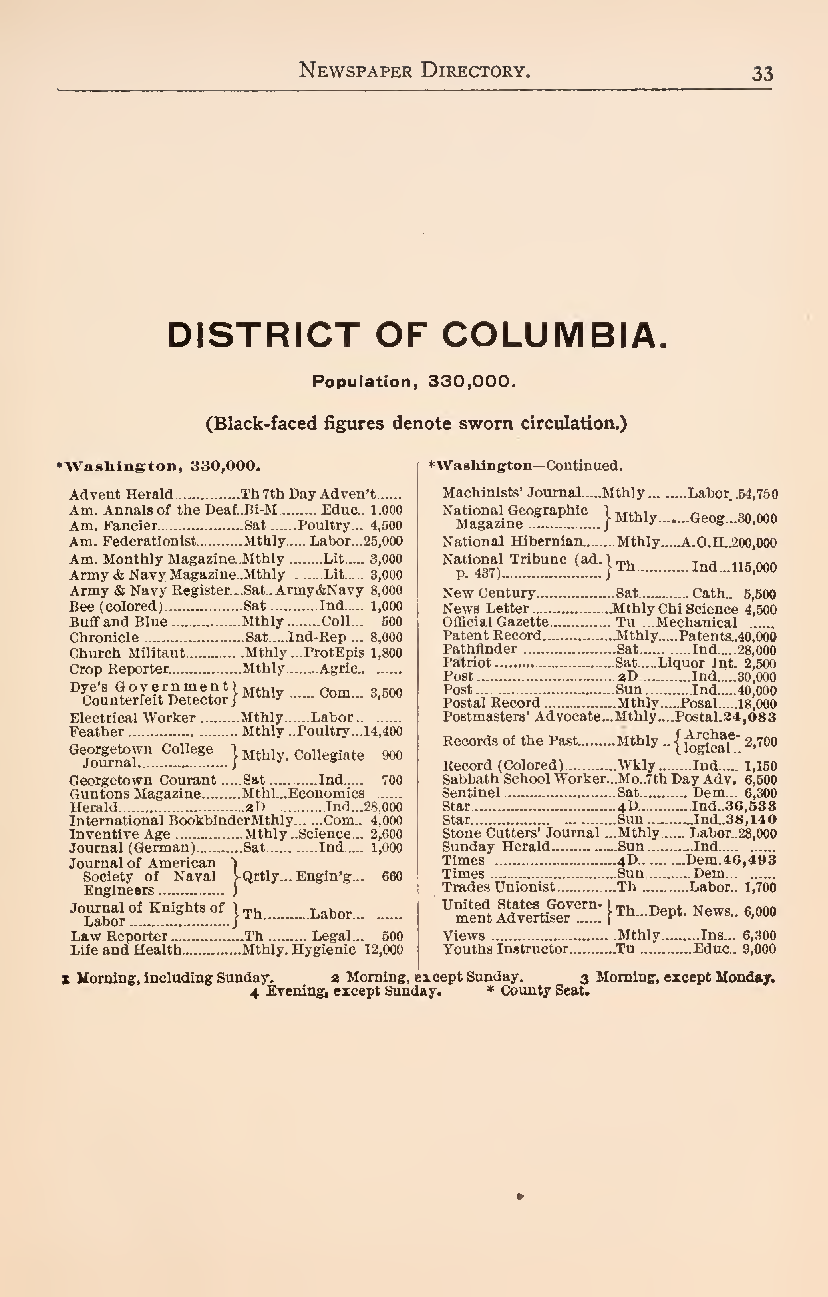 NEWSPAPER DIRECTORY. 33
DISTRICT OF COLUMBIA.
Population, 330,000.
(Black-faced figures denote sworn circulation.)
*Washington, 330,000.
Advent Herald..............Th 7th Day Adven't......
Am. Annals of the Deaf..Bi-M......... Educ.. 1,000
Am. Fancier.....................Sat ......Poultry... 4,500
Am. Federationist...........Mthly..... Labor...25,000
Am. Monthly Magazine..Mthly ........Lit..... 3,000
Army & Navy Magazine..Mthly ........Lit..... 3,000
Army & Navy Register...Sat..Army&Navy 8,000
Bee (colored)...................Sat ...........Ind..... 1,000
Buff and Blue .................Mthly ........Coll... 500
Chronicle ........................Sat.....Ind-Rep ... 8,000
Church Militant..............Mthly ...ProtEpis 1,800
Crop Reporter.................Mthly........Agric.. ......
Dye's Government
Counterfeit Detector } Mthly ...... Com... 3,500
Electrical Worker .........Mthly......Labor.. ......
Feather ...........................Mthly ..Poultry...14,400
Georgetown College
Journal...................... } Mthly. Collegiate 900
Georgetown Courant .....Sat ...........Ind..... 700
Guntons Magazine.........Mthl...Economics ......
Herald..............................2D ...........Ind...28,000
International BookbinderMthly... ...Com.. 4,000
Inventive Age ................Mthly ..Science... 2,600
Journal (German)...........Sat............Ind..... 1,000
Journal of American
Society of Naval
Engineers ............... } Qrtly... Engin'g... 660
Journal of Knights of
Labor ....................... } Th...........Labor... ......
Law Reporter .................Th ......... Legal... 500
Life and Health..............Mthly. Hygienic 12,000
*Washington—Continued.
Machinists' Journal.....Mthly... ......Labor..54,750
National Geographic
Magazine ................. } Mthly.......Geog...30,000
National Hibernian.......Mthly.....A.O.H..200,000
National Tribune (ad.
p. 437)....................... } Th............Ind...115,000
New Century..................Sat........... Cath.. 5,500
News Letter ...................Mthly Chi Science 4,500
Official Gazette..............Tu ...Mechanical ......
Patent Record.................Mthly.....Patents..40,000
Pathfinder ......................Sat...........Ind.....28,000
Patriot............................Sat.....Liquor Int. 2,500
Post.................................2D ...........Ind.....30,000
Post.................................Sun ..........Ind.....40,000
Postal Record .................Mthly......Posal.....18,000
Postmasters' Advocate...Mthly....Postal.24,083
Records of the Past.........Mthly .. { Archae-
logical.. 2,700
Record (Colored) ............Wkly........Ind..... 1,150
Sabbath School Worker...Mo..7th Day Adv. 6,500
Sentinel ..........................Sat........... Dem... 6,300
Star.................................4D............Ind..36,533
Star.................................Sun ..........Ind..38,140
Stone Cutters' Journal ...Mthly ..... Labor..28,000
Sunday Herald...............Sun ..........Ind..... ......
Times ............................4D...........Dem.46,493
Times ............................Sun ..........Dem... ......
Trades Unionist.............Th ...........Labor.. 1,700
United States Govern-
ment Advertiser ...... } Th...Dept. News.. 6,000
Views ............................Mthly.........Ins... 6,300
Youths Instructor..........Tu ............Educ.. 9,000
1 Morning, including Sunday. 2 Morning, except Sunday. 3 Morning, except Monday.
4 Evening, except Sunday. * County Seat.